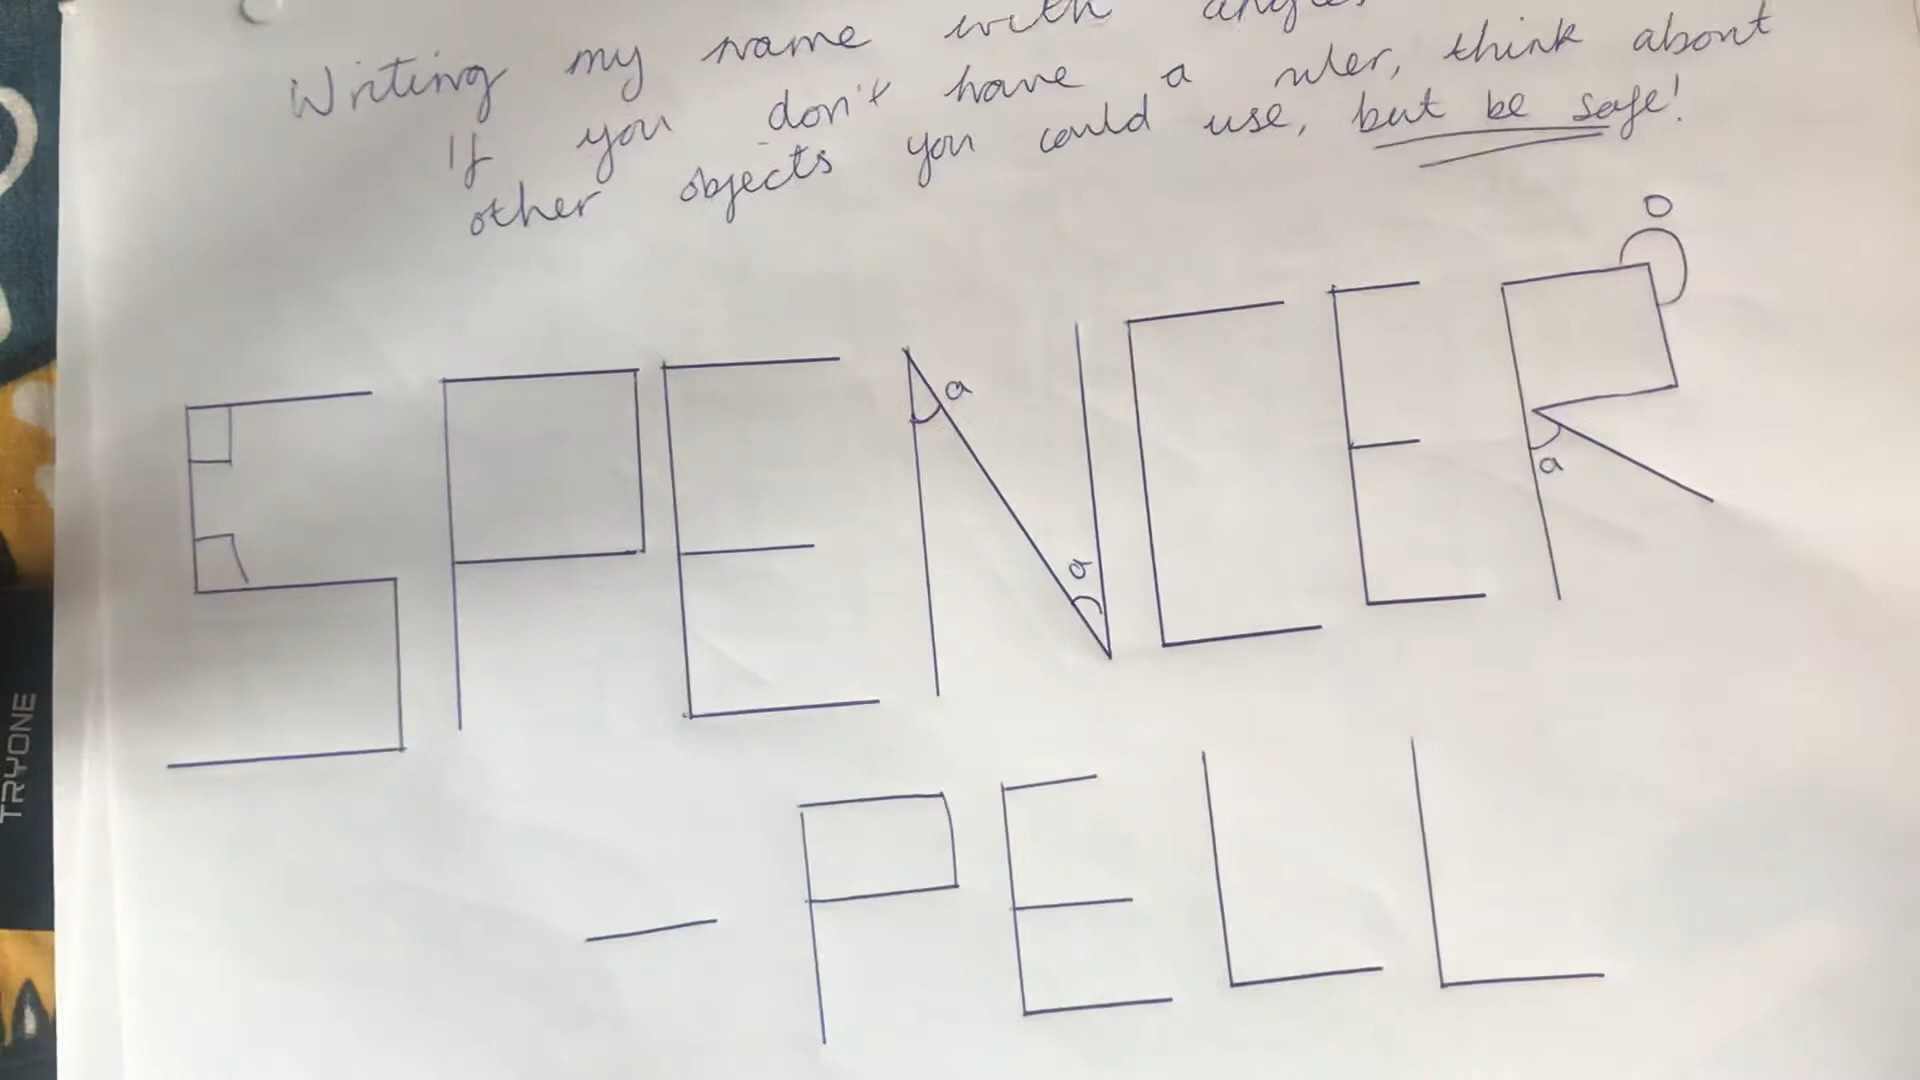 Writing my name with angles
If you don't have a ruler, think about
other objects you could use, but be safe!
o
a
a
a
SPENCER
- PELL
TRYONE